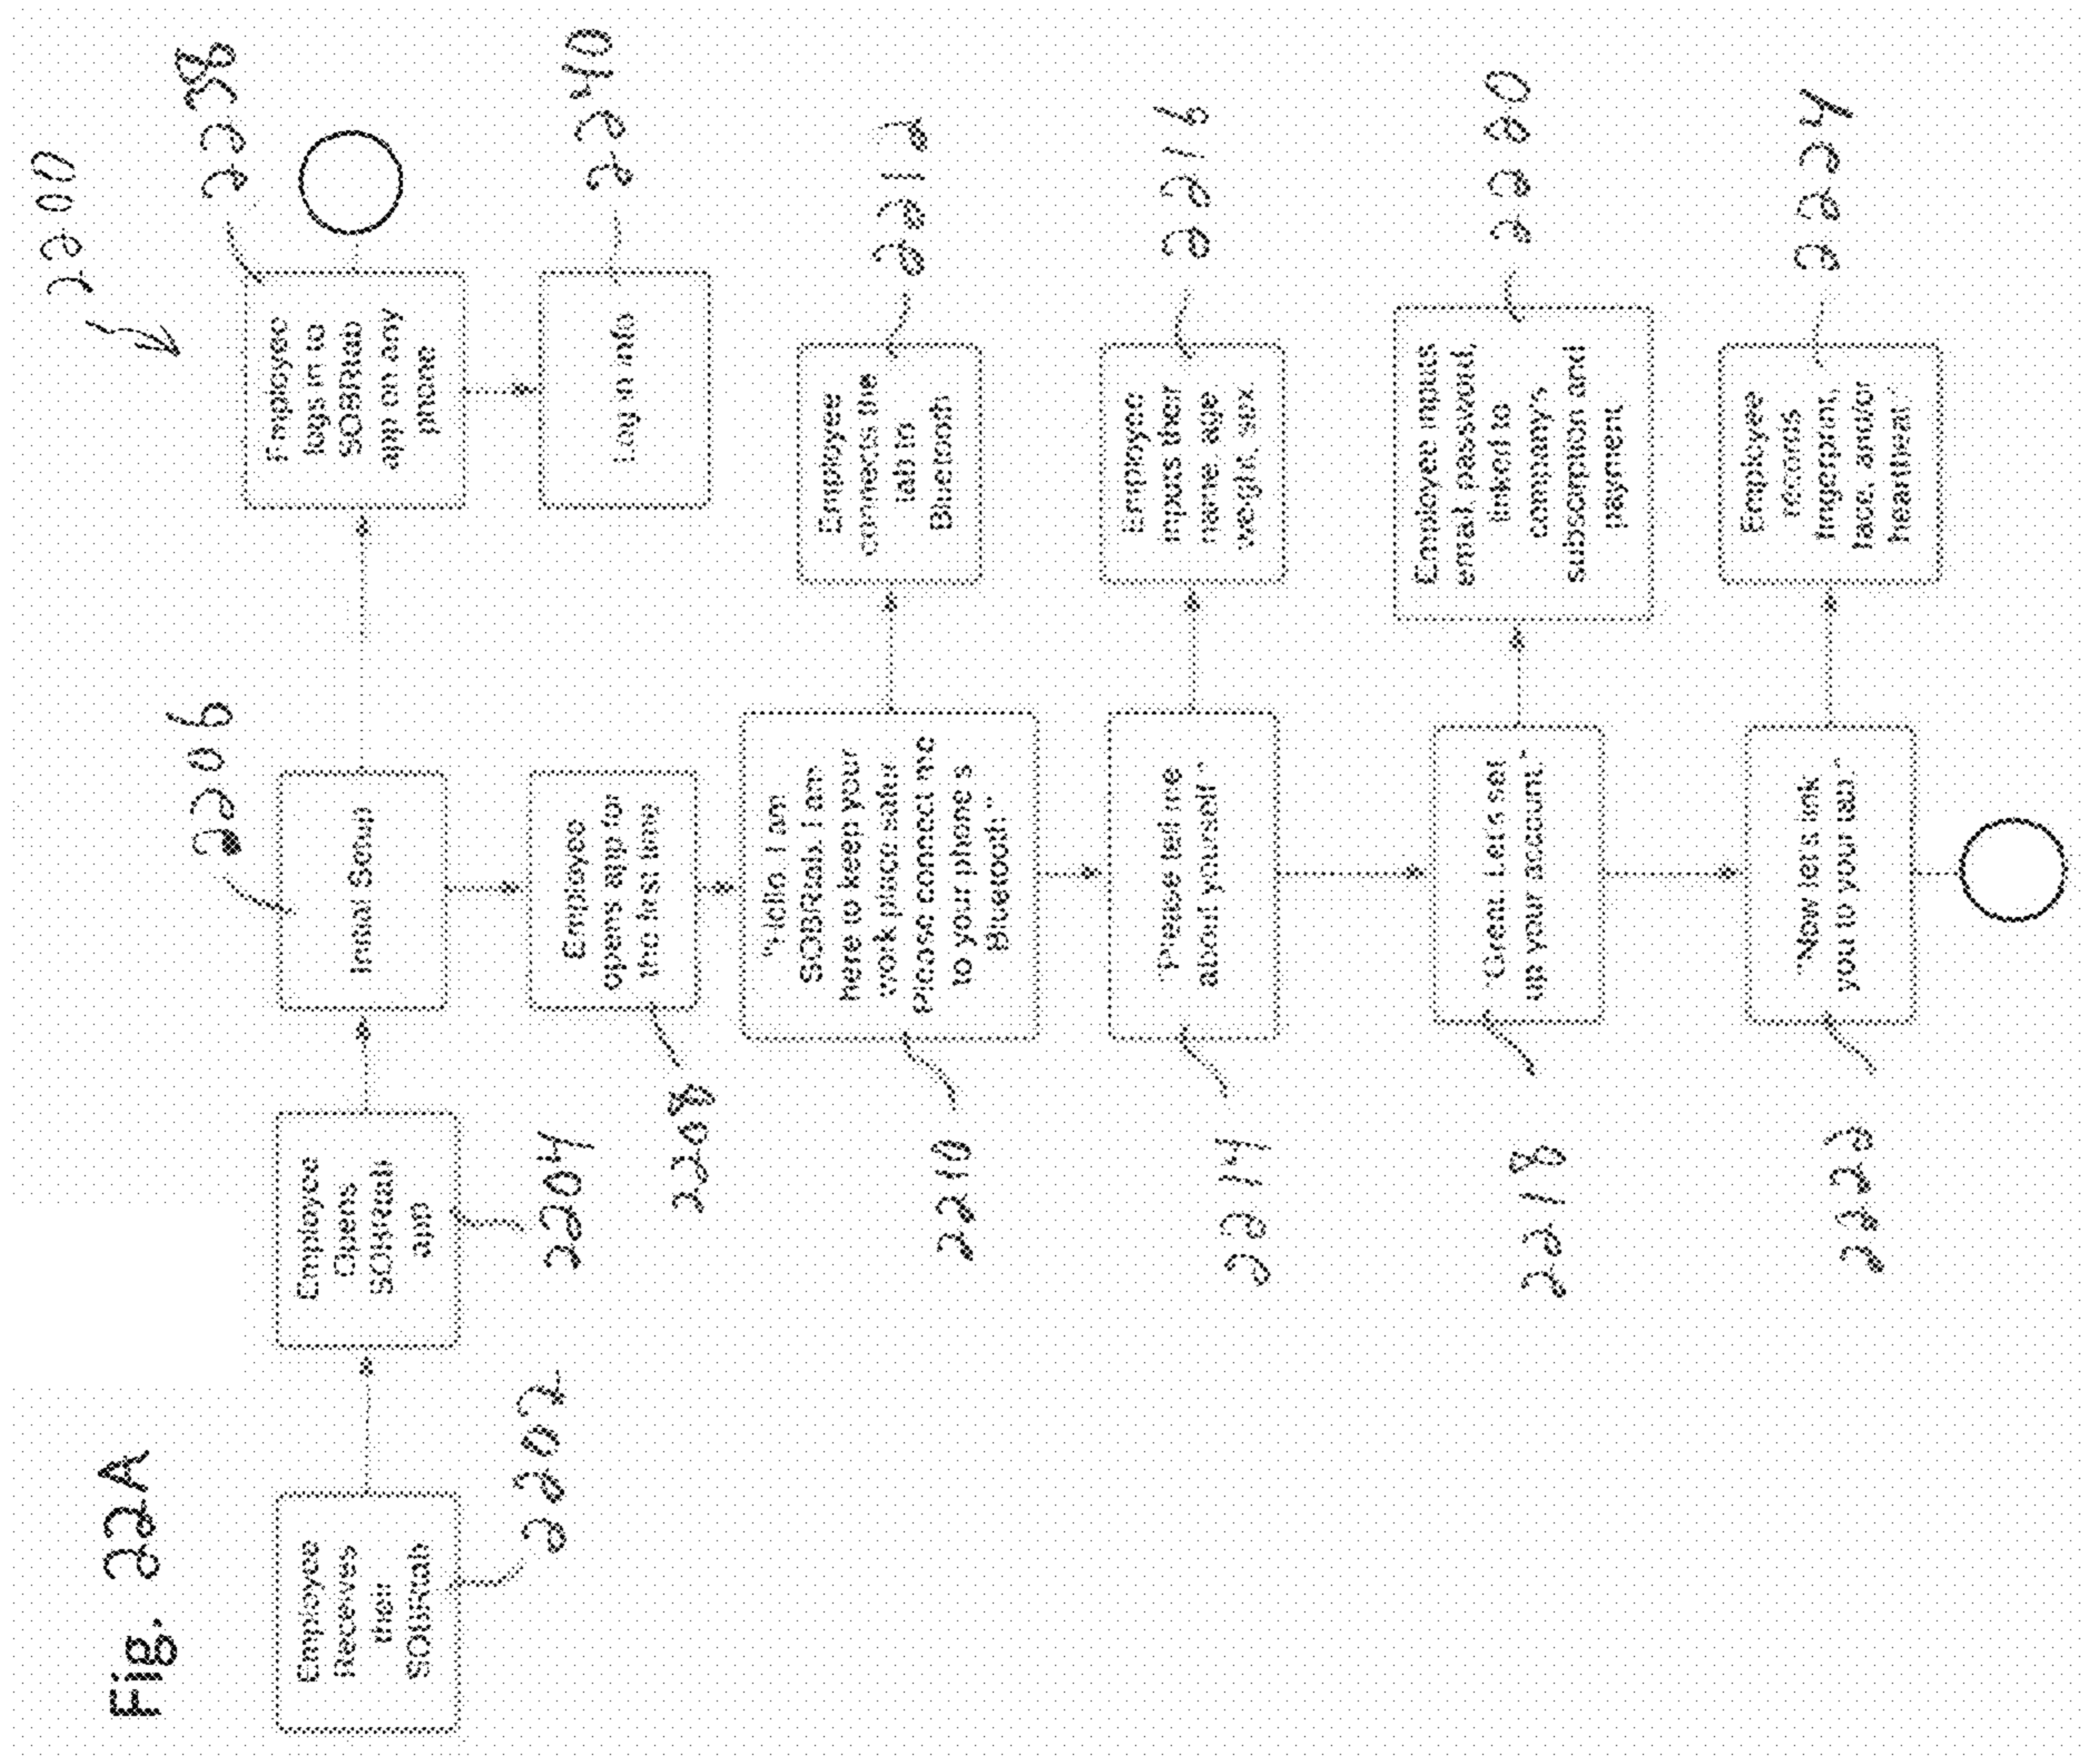 Fig. 22A
2200
Employee
Receives
their
SOBRtab
2202
Employee
Opens
SOBRtab
app
2204
Initial Setup
2206
Employee
logs in to
SOBRtab
app on any
phone
2238
Log in info
2240
Employee
opens app for
the first time
2208
"Hello. I am
SOBRtab. I am
here to keep your
work place safe.
Please connect me
to your phone's
Bluetooth"
2210
Employee
connects the
tab to
Bluetooth
2212
"Please tell me
about yourself."
2214
Employee
inputs their
name, age
weight, sex
2216
"Great. Let's set
up your account."
2218
Employee inputs
email, password,
linked to
company's
subscription and
payment
2220
"Now let's link
you to your tab."
2222
Employee
records
fingerprint,
face, and/or
heartbeat
2224